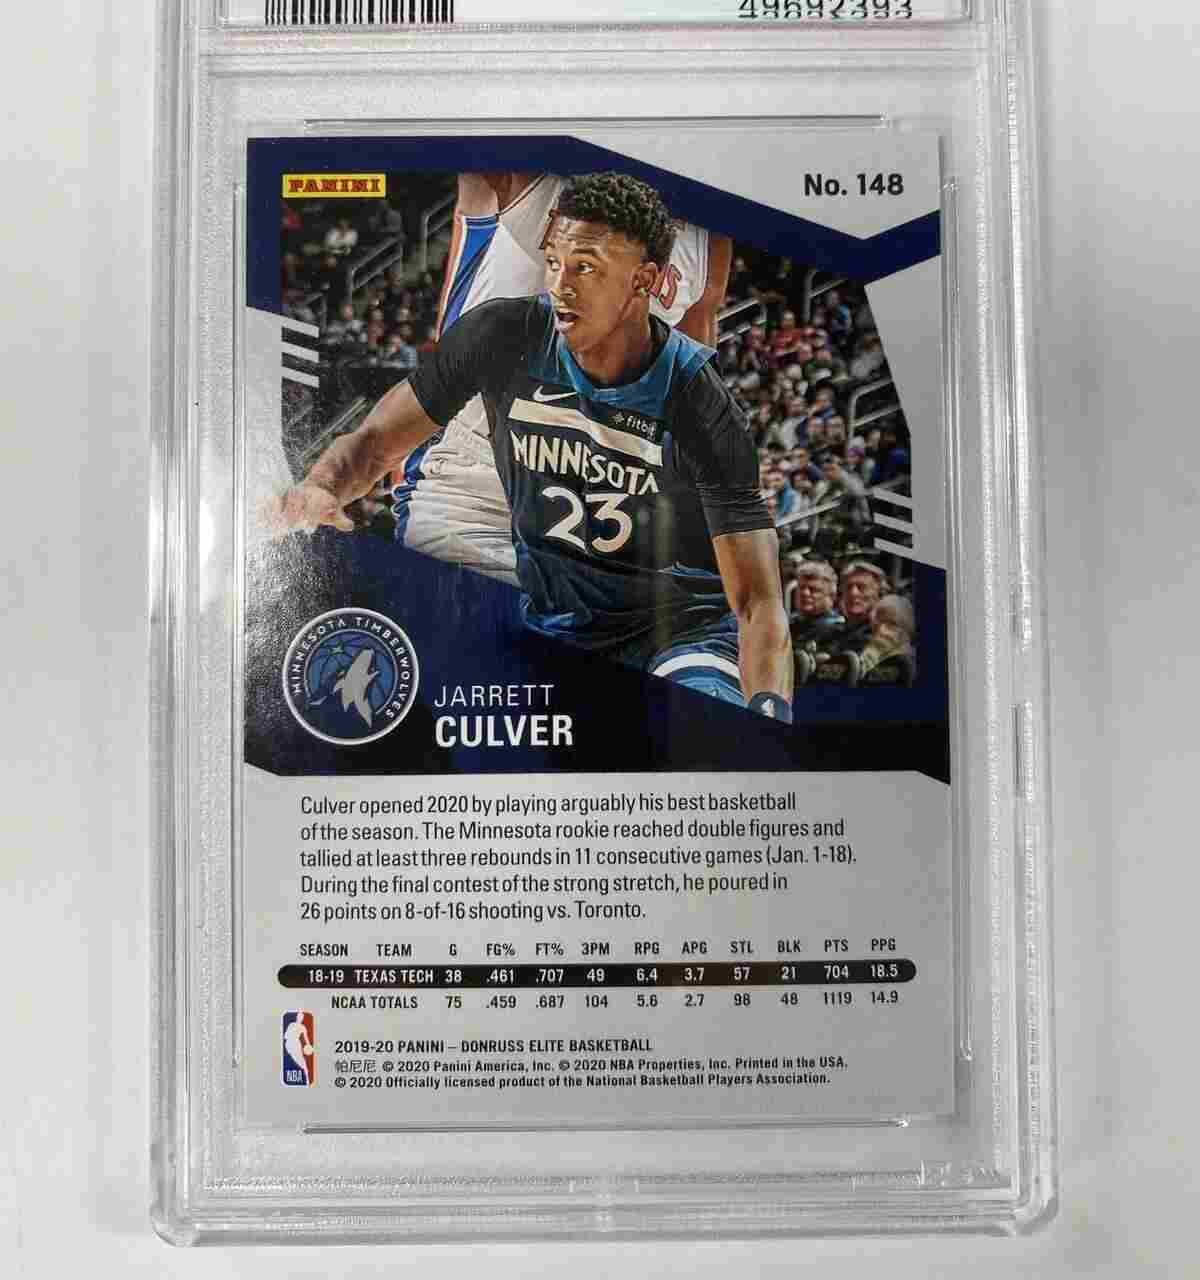 49692393
PANINI
No. 148
fitbit
MINNESOTA
23
MINNESOTA TIMBERWOLVES
JARRETT
CULVER
Culver opened 2020 by playing arguably his best basketball
of the season. The Minnesota rookie reached double figures and
tallied at least three rebounds in 11 consecutive games (Jan. 1-18).
During the final contest of the strong stretch, he poured in
26 points on 8-of-16 shooting vs. Toronto.
SEASON TEAM G FG% FT% 3PM RPG APG STL BLK PTS PPG
18-19 TEXAS TECH 38 .461 .707 49 6.4 3.7 57 21 704 18.5
NCAA TOTALS 75 .459 .687 104 5.6 2.7 98 48 1119 14.9
NBA
2019-20 PANINI – DONRUSS ELITE BASKETBALL
帕尼尼 © 2020 Panini America, Inc. © 2020 NBA Properties, Inc. Printed in the USA.
© 2020 Officially licensed product of the National Basketball Players Association.